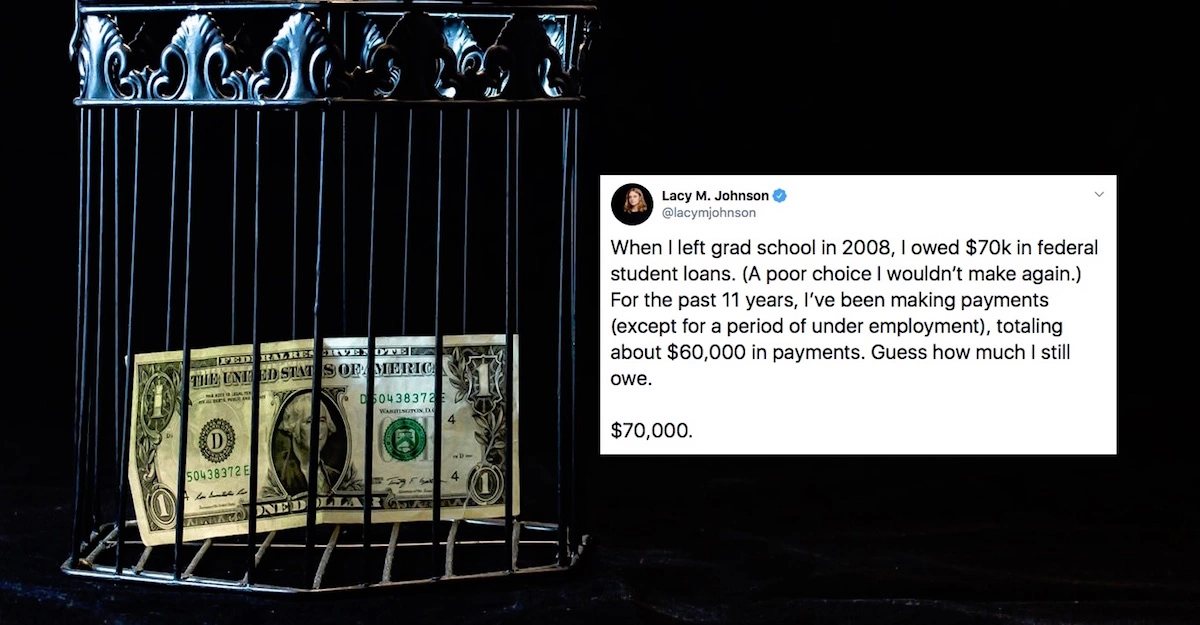 FEDERAL RESERVE NOTE
THE UNITED STATES OF AMERICA
D 50438372 E
WASHINGTON, D.C.
1
1
D
4
50438372 E
4
1
1
ONE DOLLAR
Lacy M. Johnson
@lacymjohnson
When I left grad school in 2008, I owed $70k in federal
student loans. (A poor choice I wouldn’t make again.)
For the past 11 years, I’ve been making payments
(except for a period of under employment), totaling
about $60,000 in payments. Guess how much I still
owe.
$70,000.